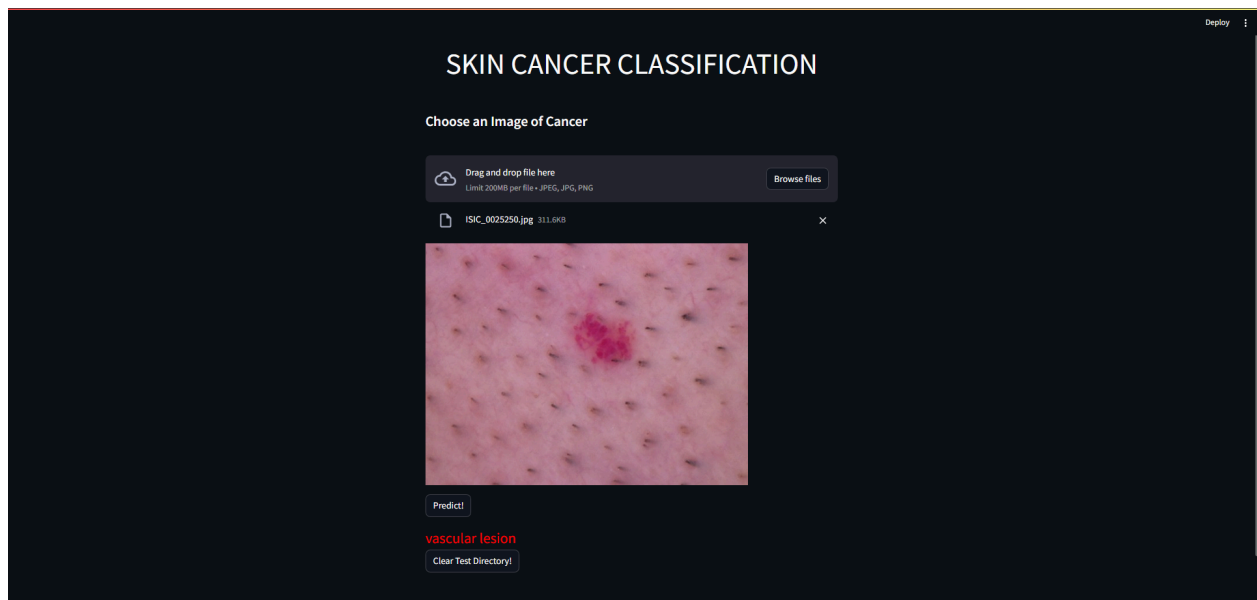 Deploy
SKIN CANCER CLASSIFICATION
Choose an Image of Cancer
Drag and drop file here
Limit 200MB per file • JPEG, JPG, PNG
Browse files
ISIC_0025250.jpg 311.6KB
Predict!
vascular lesion
Clear Test Directory!